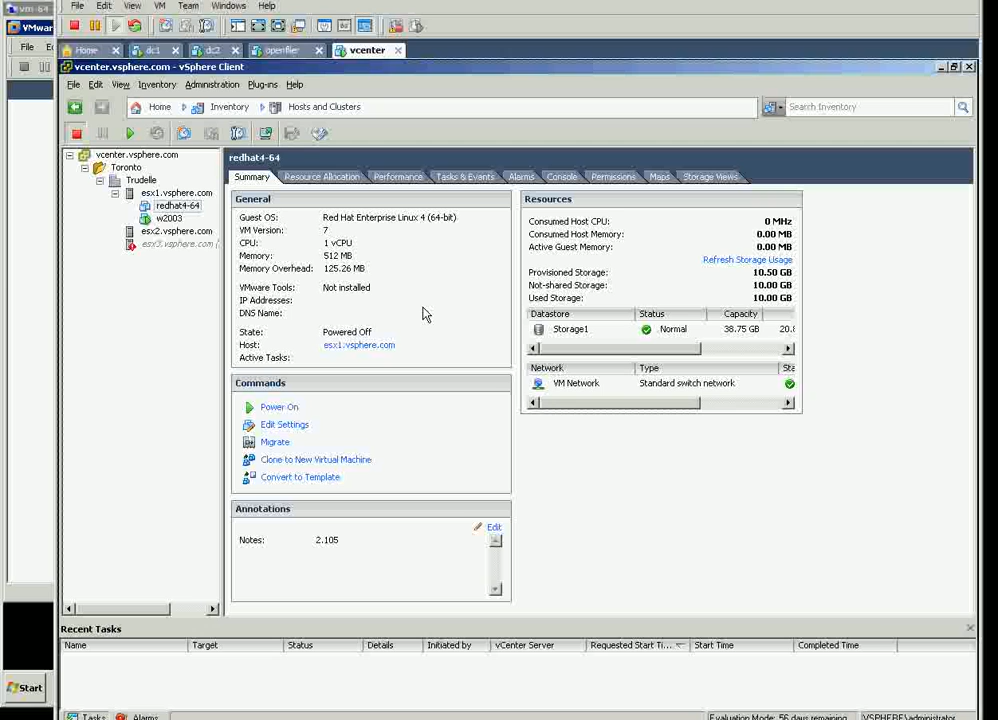 vm-64
VMwar
File E
File Edit View VM Team Windows Help
Home dc1 dc2 openfiler vcenter
vcenter.vsphere.com - vSphere Client
File Edit View Inventory Administration Plug-ins Help
Home Inventory Hosts and Clusters Search Inventory
vcenter.vsphere.com
Toronto
Trudelle
esx1.vsphere.com
redhat4-64
w2003
esx2.vsphere.com
esx3.vsphere.com (
redhat4-64
Summary Resource Allocation Performance Tasks & Events Alarms Console Permissions Maps Storage Views
General
Guest OS: Red Hat Enterprise Linux 4 (64-bit)
VM Version: 7
CPU: 1 vCPU
Memory: 512 MB
Memory Overhead: 125.26 MB
VMware Tools: Not installed
IP Addresses:
DNS Name:
State: Powered Off
Host: esx1.vsphere.com
Active Tasks:
Commands
Power On
Edit Settings
Migrate
Clone to New Virtual Machine
Convert to Template
Annotations
Edit
Notes: 2.105
Resources
Consumed Host CPU: 0 MHz
Consumed Host Memory: 0.00 MB
Active Guest Memory: 0.00 MB
Refresh Storage Usage
Provisioned Storage: 10.50 GB
Not-shared Storage: 10.00 GB
Used Storage: 10.00 GB
Datastore Status Capacity
Storage1 Normal 38.75 GB 20.8
Network Type Sta
VM Network Standard switch network
Recent Tasks
Name Target Status Details Initiated by vCenter Server Requested Start Ti... Start Time Completed Time
Start
Tasks Alarms Evaluation Mode: 56 days remaining VSPHERE\administrator